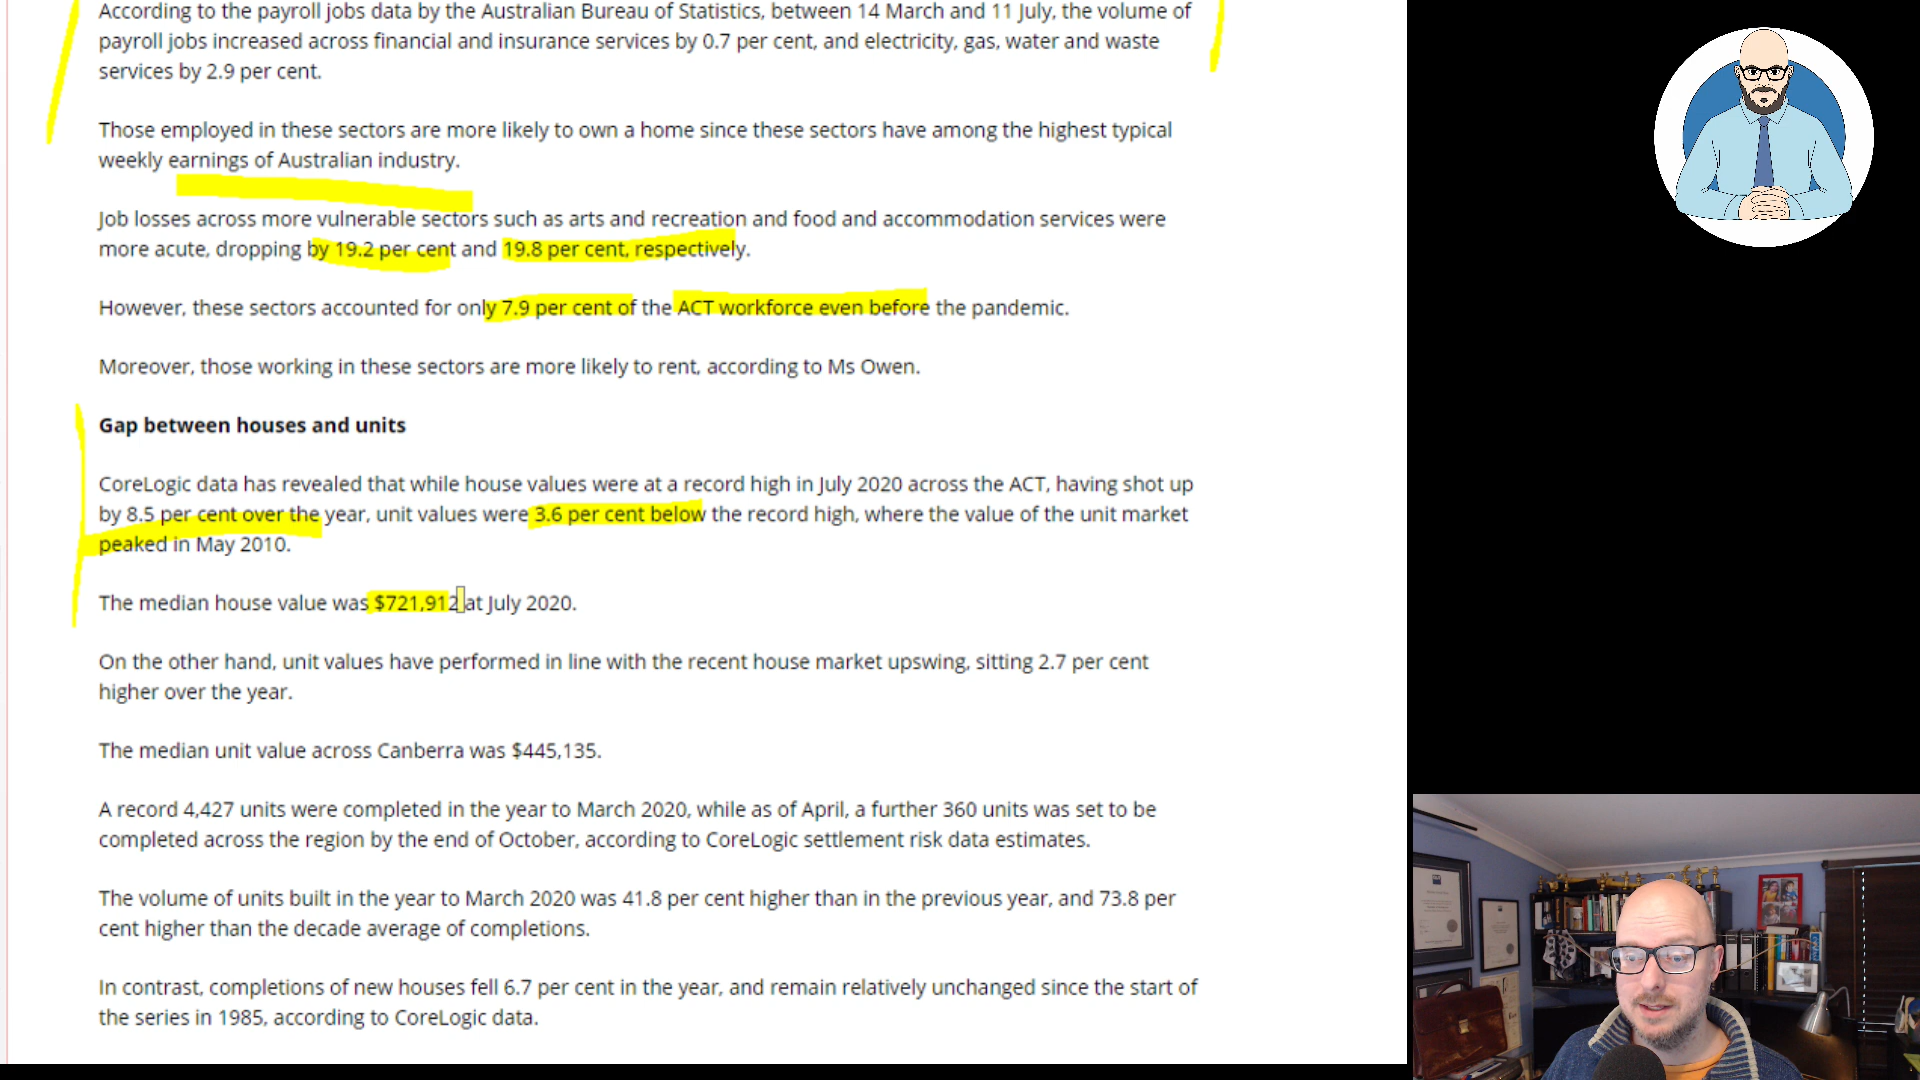 According to the payroll jobs data by the Australian Bureau of Statistics, between 14 March and 11 July, the volume of
payroll jobs increased across financial and insurance services by 0.7 per cent, and electricity, gas, water and waste
services by 2.9 per cent.
Those employed in these sectors are more likely to own a home since these sectors have among the highest typical
weekly earnings of Australian industry.
Job losses across more vulnerable sectors such as arts and recreation and food and accommodation services were
more acute, dropping by 19.2 per cent and 19.8 per cent, respectively.
However, these sectors accounted for only 7.9 per cent of the ACT workforce even before the pandemic.
Moreover, those working in these sectors are more likely to rent, according to Ms Owen.
Gap between houses and units
CoreLogic data has revealed that while house values were at a record high in July 2020 across the ACT, having shot up
by 8.5 per cent over the year, unit values were 3.6 per cent below the record high, where the value of the unit market
peaked in May 2010.
The median house value was $721,912 at July 2020.
On the other hand, unit values have performed in line with the recent house market upswing, sitting 2.7 per cent
higher over the year.
The median unit value across Canberra was $445,135.
A record 4,427 units were completed in the year to March 2020, while as of April, a further 360 units was set to be
completed across the region by the end of October, according to CoreLogic settlement risk data estimates.
The volume of units built in the year to March 2020 was 41.8 per cent higher than in the previous year, and 73.8 per
cent higher than the decade average of completions.
In contrast, completions of new houses fell 6.7 per cent in the year, and remain relatively unchanged since the start of
the series in 1985, according to CoreLogic data.